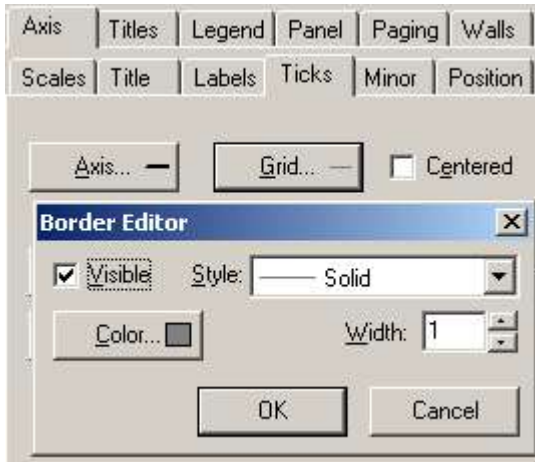 Axis Titles Legend Panel Paging Walls
Scales Title Labels Ticks Minor Position
Axis... Grid... Centered
Border Editor
Visible Style: Solid
Color... Width: 1
OK Cancel